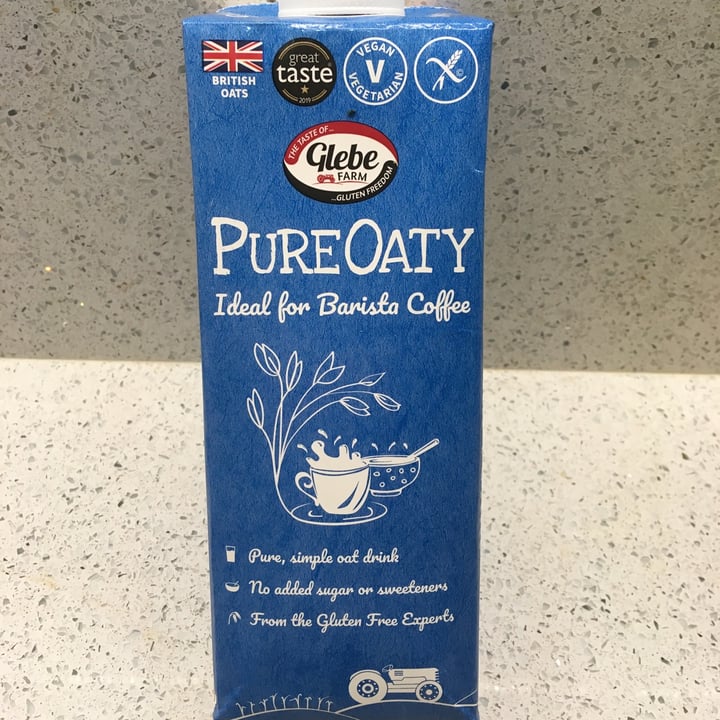 BRITISH
OATS
great
taste
2019
VEGAN
V
VEGETARIAN
THE TASTE OF...
Glebe
FARM
...GLUTEN FREEDOM
PUREOATY
Ideal for Barista Coffee
Pure, simple oat drink
No added sugar or sweeteners
From the Gluten Free Experts